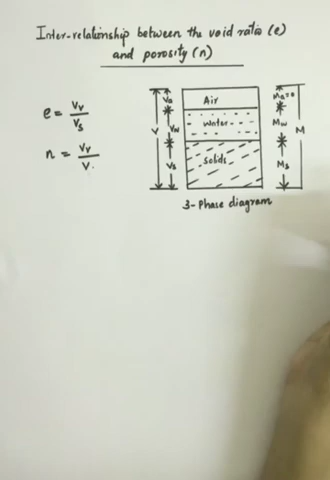 Inter-relationship between the void ratio (e)
and porosity (n)
e = Vv/Vs
n = Vv/V.
V
Va
Vw
Vs
Air
Water
Solids
Ma=0
Mw
Ms
M
3-Phase diagram